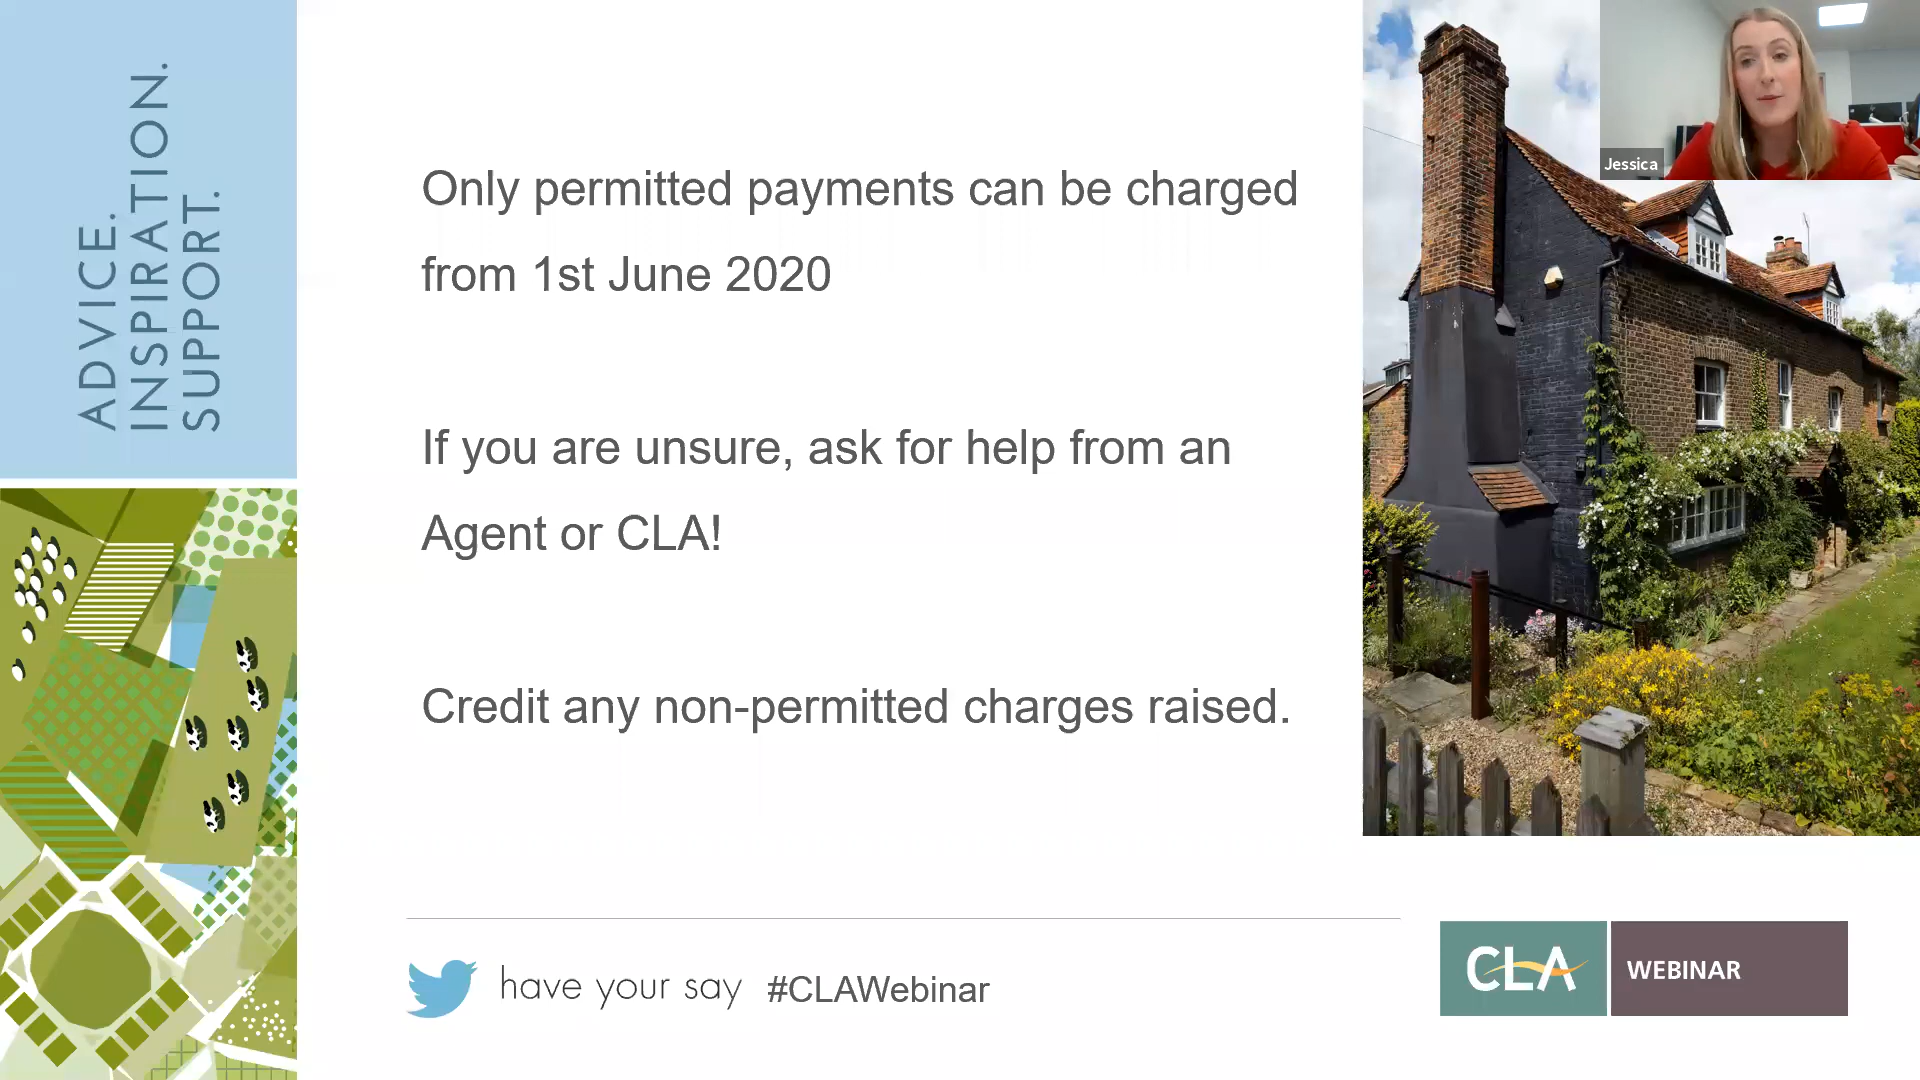 ADVICE.
INSPIRATION.
SUPPORT.
Only permitted payments can be charged
from 1st June 2020
If you are unsure, ask for help from an
Agent or CLA!
Credit any non-permitted charges raised.
Jessica
have your say #CLAWebinar
CLA WEBINAR